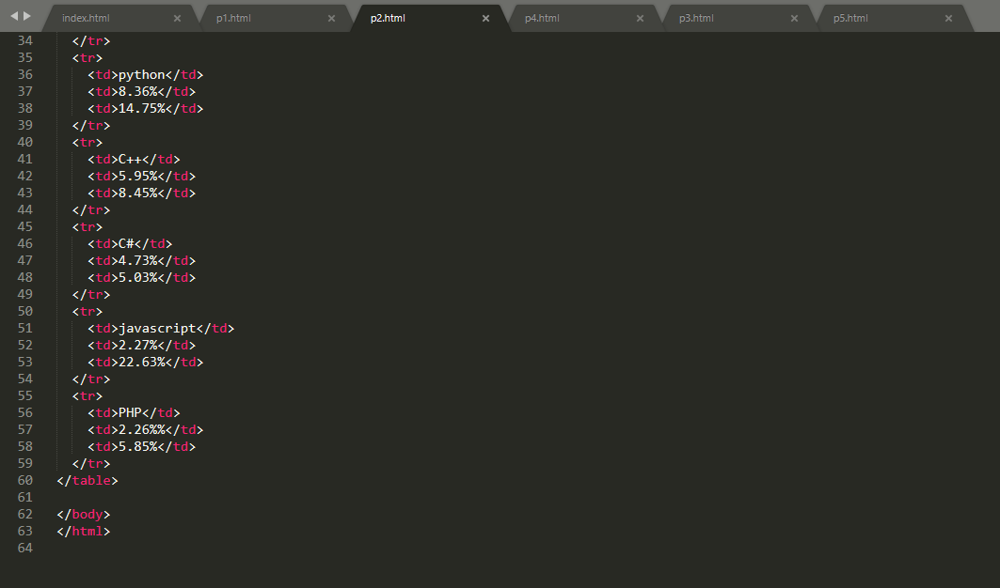 index.html × p1.html × p2.html × p4.html × p3.html × p5.html ×
34 </tr>
35 <tr>
36 <td>python</td>
37 <td>8.36%</td>
38 <td>14.75%</td>
39 </tr>
40 <tr>
41 <td>C++</td>
42 <td>5.95%</td>
43 <td>8.45%</td>
44 </tr>
45 <tr>
46 <td>C#</td>
47 <td>4.73%</td>
48 <td>5.03%</td>
49 </tr>
50 <tr>
51 <td>javascript</td>
52 <td>2.27%</td>
53 <td>22.63%</td>
54 </tr>
55 <tr>
56 <td>PHP</td>
57 <td>2.26%%</td>
58 <td>5.85%</td>
59 </tr>
60 </table>
61
62 </body>
63 </html>
64